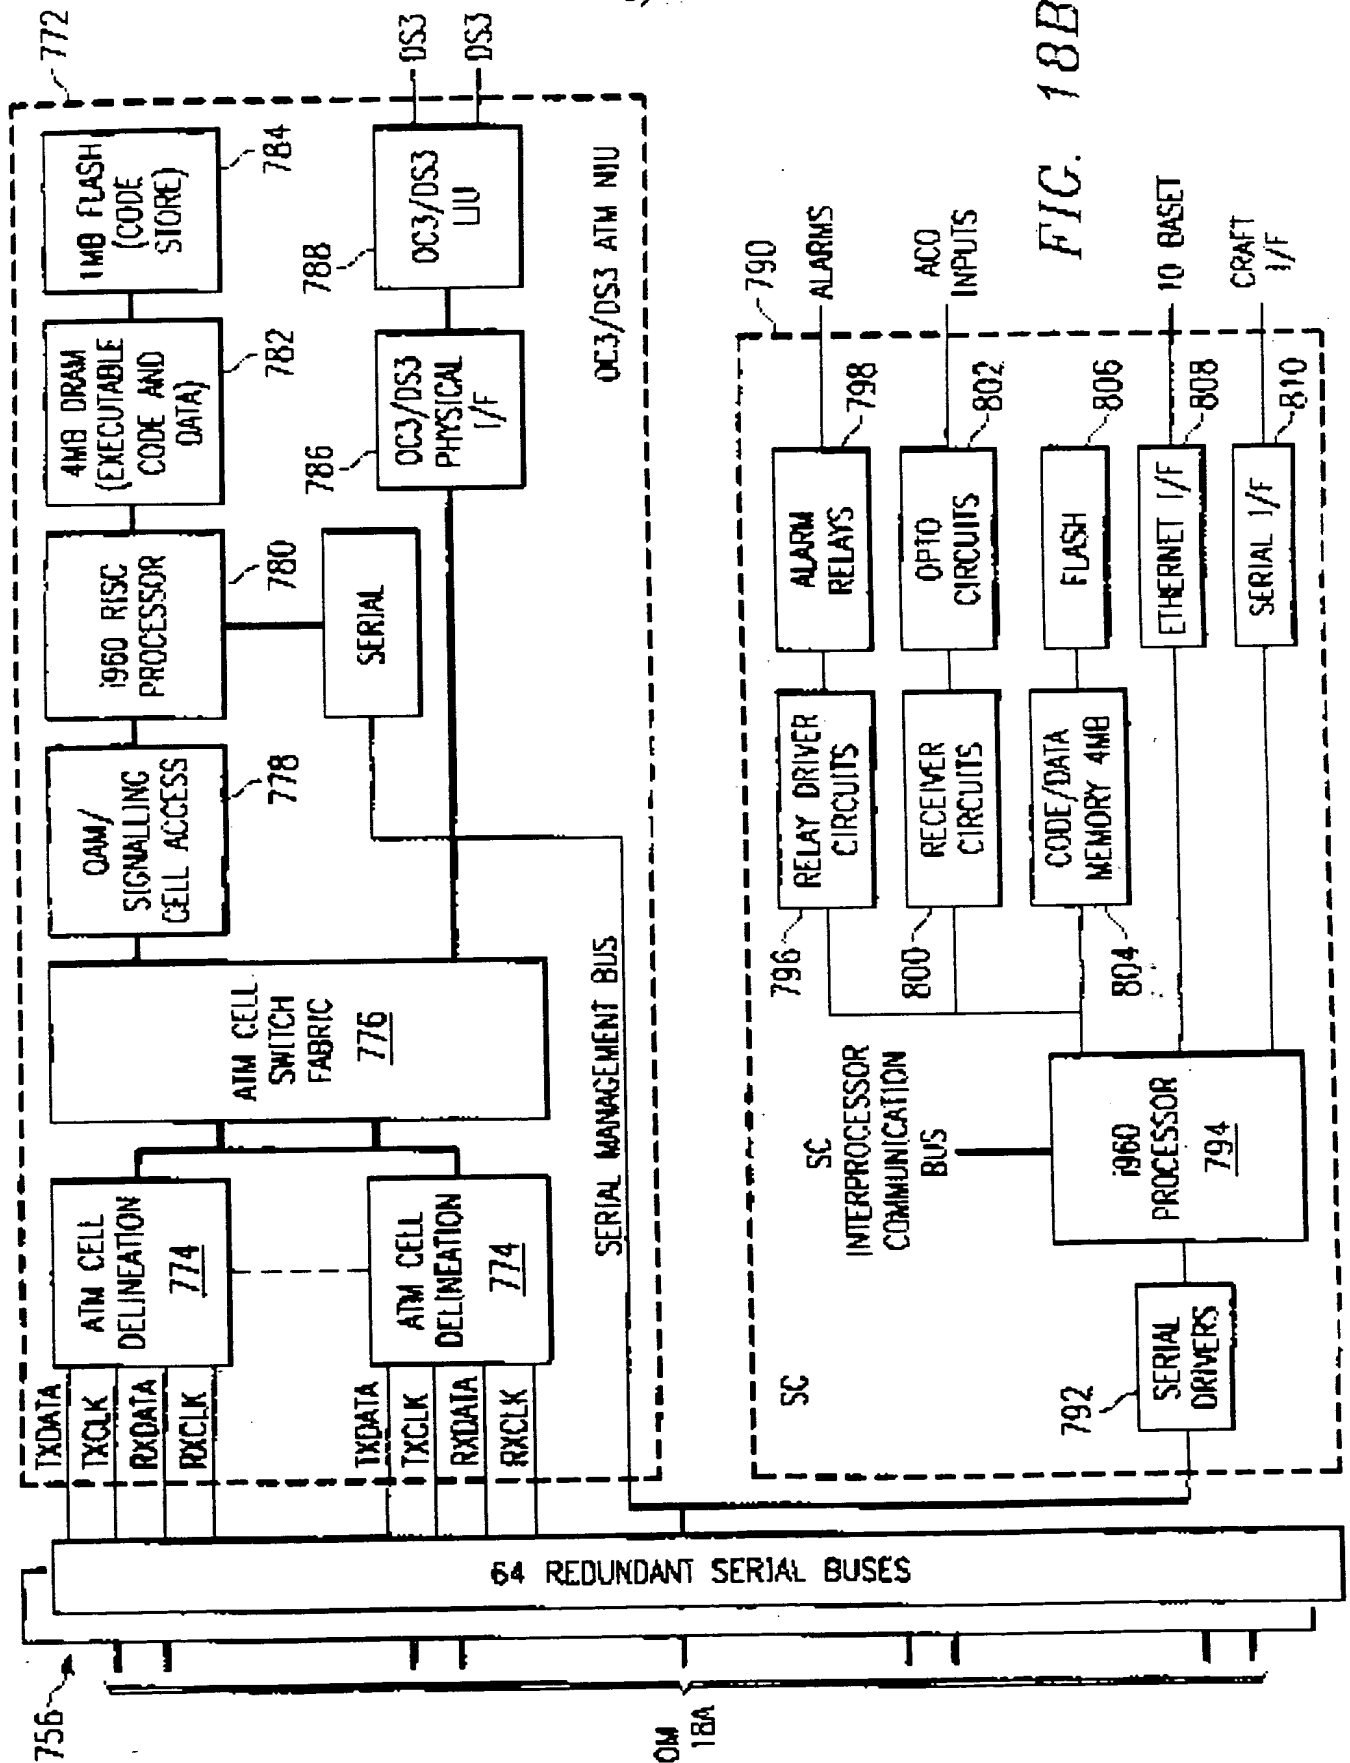 772
1MB FLASH
(CODE
STORE)
784
4MB DRAM
(EXECUTABLE
CODE AND
DATA)
782
i960 RISC
PROCESSOR
780
OAM/
SIGNALLING
CELL ACCESS
778
SERIAL
OC3/DS3
LIU
788
DS3
DS3
OC3/DS3
PHYSICAL
I/F
786
OC3/DS3 ATM NIU
ATM CELL
SWITCH
FABRIC
776
ATM CELL
DELINEATION
774
ATM CELL
DELINEATION
774
TXDATA
TXCLK
RXDATA
RXCLK
TXDATA
TXCLK
RXDATA
RXCLK
SERIAL MANAGEMENT BUS
64 REDUNDANT SERIAL BUSES
756
OM
18A
790
ALARMS
ACO
INPUTS
10 BASET
CRAFT
I/F
ALARM
RELAYS
798
OPTO
CIRCUITS
802
FLASH
806
ETHERNET I/F
808
SERIAL I/F
810
RELAY DRIVER
CIRCUITS
796
RECEIVER
CIRCUITS
800
CODE/DATA
MEMORY 4MB
804
SC
INTERPROCESSOR
COMMUNICATION
BUS
i960
PROCESSOR
794
SC
SERIAL
DRIVERS
792
FIG. 18B